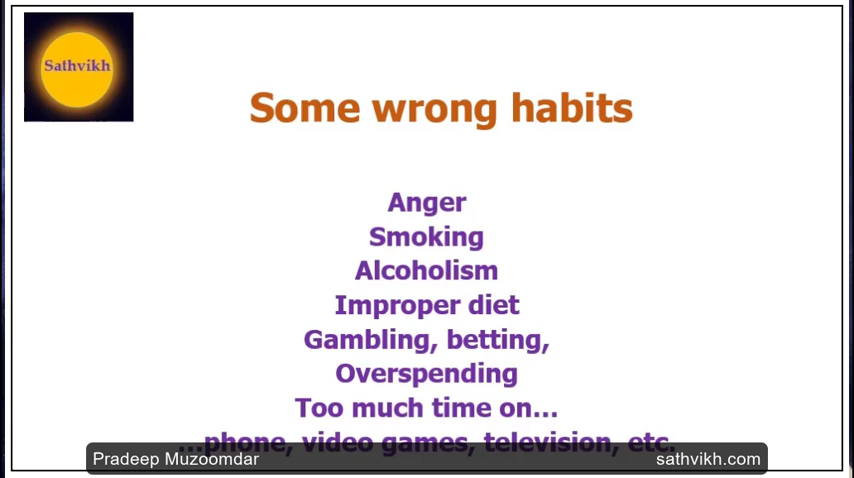 Sathvikh
Some wrong habits
Anger
Smoking
Alcoholism
Improper diet
Gambling, betting,
Overspending
Too much time on...
...phone, video games, television, etc.
Pradeep Muzoomdar
sathvikh.com